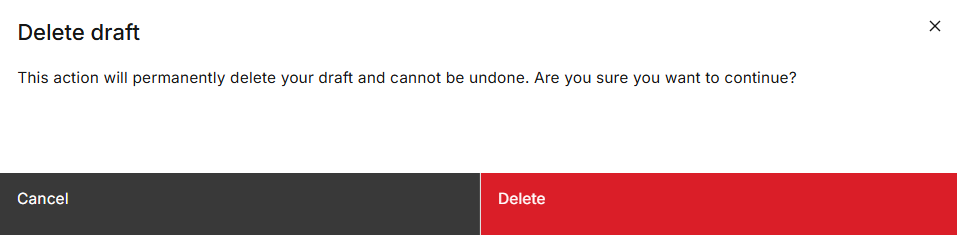 Delete draft
This action will permanently delete your draft and cannot be undone. Are you sure you want to continue?
Cancel
Delete